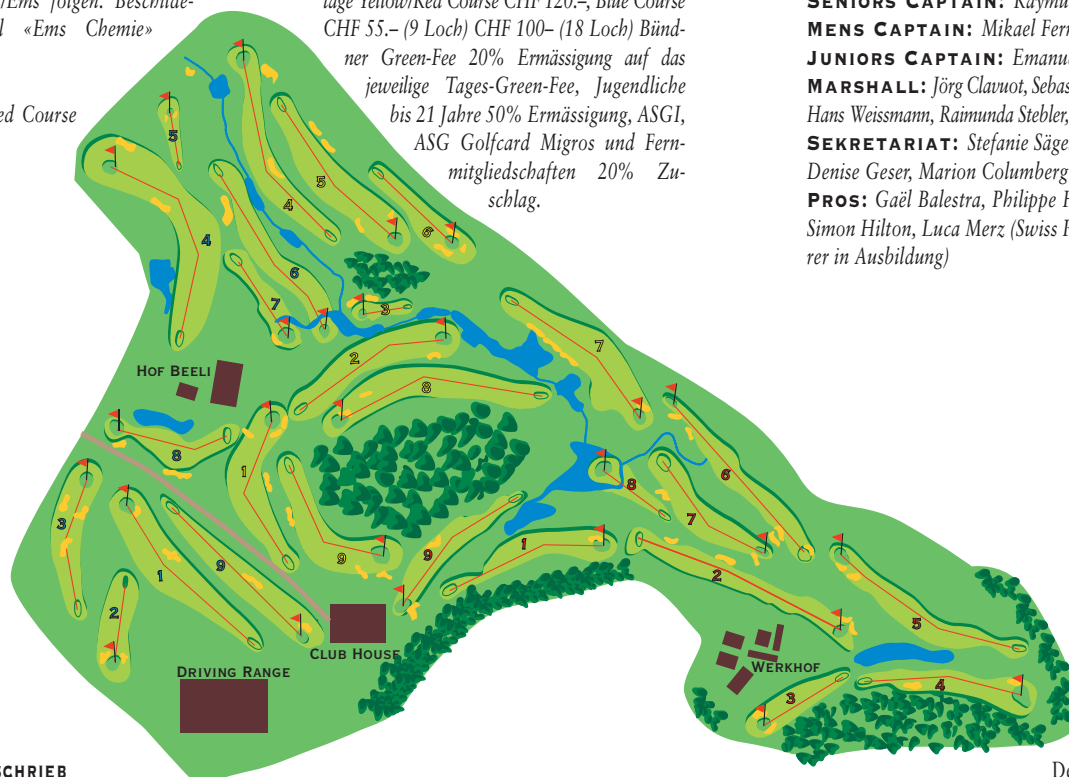 /Ems folgen. Beschilde-
«Ems Chemie»
ed Course
tage Yellow/Red Course CHF 120.–, Blue Course
CHF 55.– (9 Loch) CHF 100– (18 Loch) Bünd-
ner Green-Fee 20% Ermässigung auf das
jeweilige Tages-Green-Fee, Jugendliche
bis 21 Jahre 50% Ermässigung, ASGI,
ASG Golfcard Migros und Fern-
mitgliedschaften 20% Zu-
schlag.
SENIORS CAPTAIN: Raymu
MENS CAPTAIN: Mikael Fern
JUNIORS CAPTAIN: Emanue
MARSHALL: Jörg Clavuot, Sebas
Hans Weissmann, Raimunda Stebler,
SEKRETARIAT: Stefanie Säge
Denise Geser, Marion Columberg
PROS: Gaël Balestra, Philippe
Simon Hilton, Luca Merz (Swiss
rer in Ausbildung)
5
4
5
4
6
6
7
3
2
8
7
HOF BEELI
8
1
6
8
7
3
1
9
9
9
1
2
2
5
CLUB HOUSE
DRIVING RANGE
WERKHOF
3
4
SCHRIEB
De